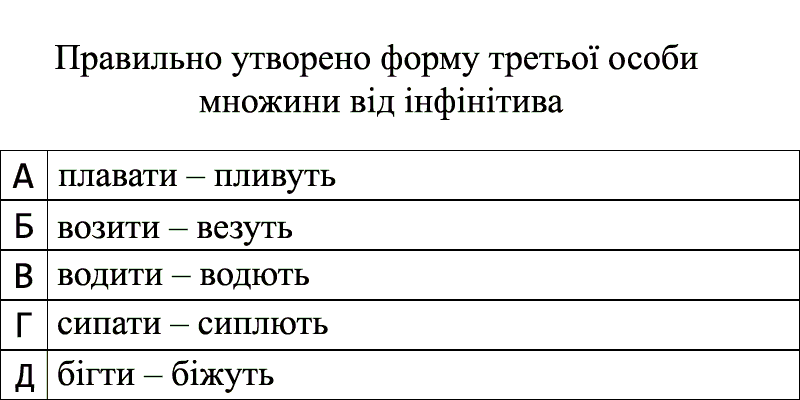 Правильно утворено форму третьої особи
множини від інфінітива
А плавати – пливуть
Б возити – везуть
В водити – водють
Г сипати – сиплють
Д бігти – біжуть